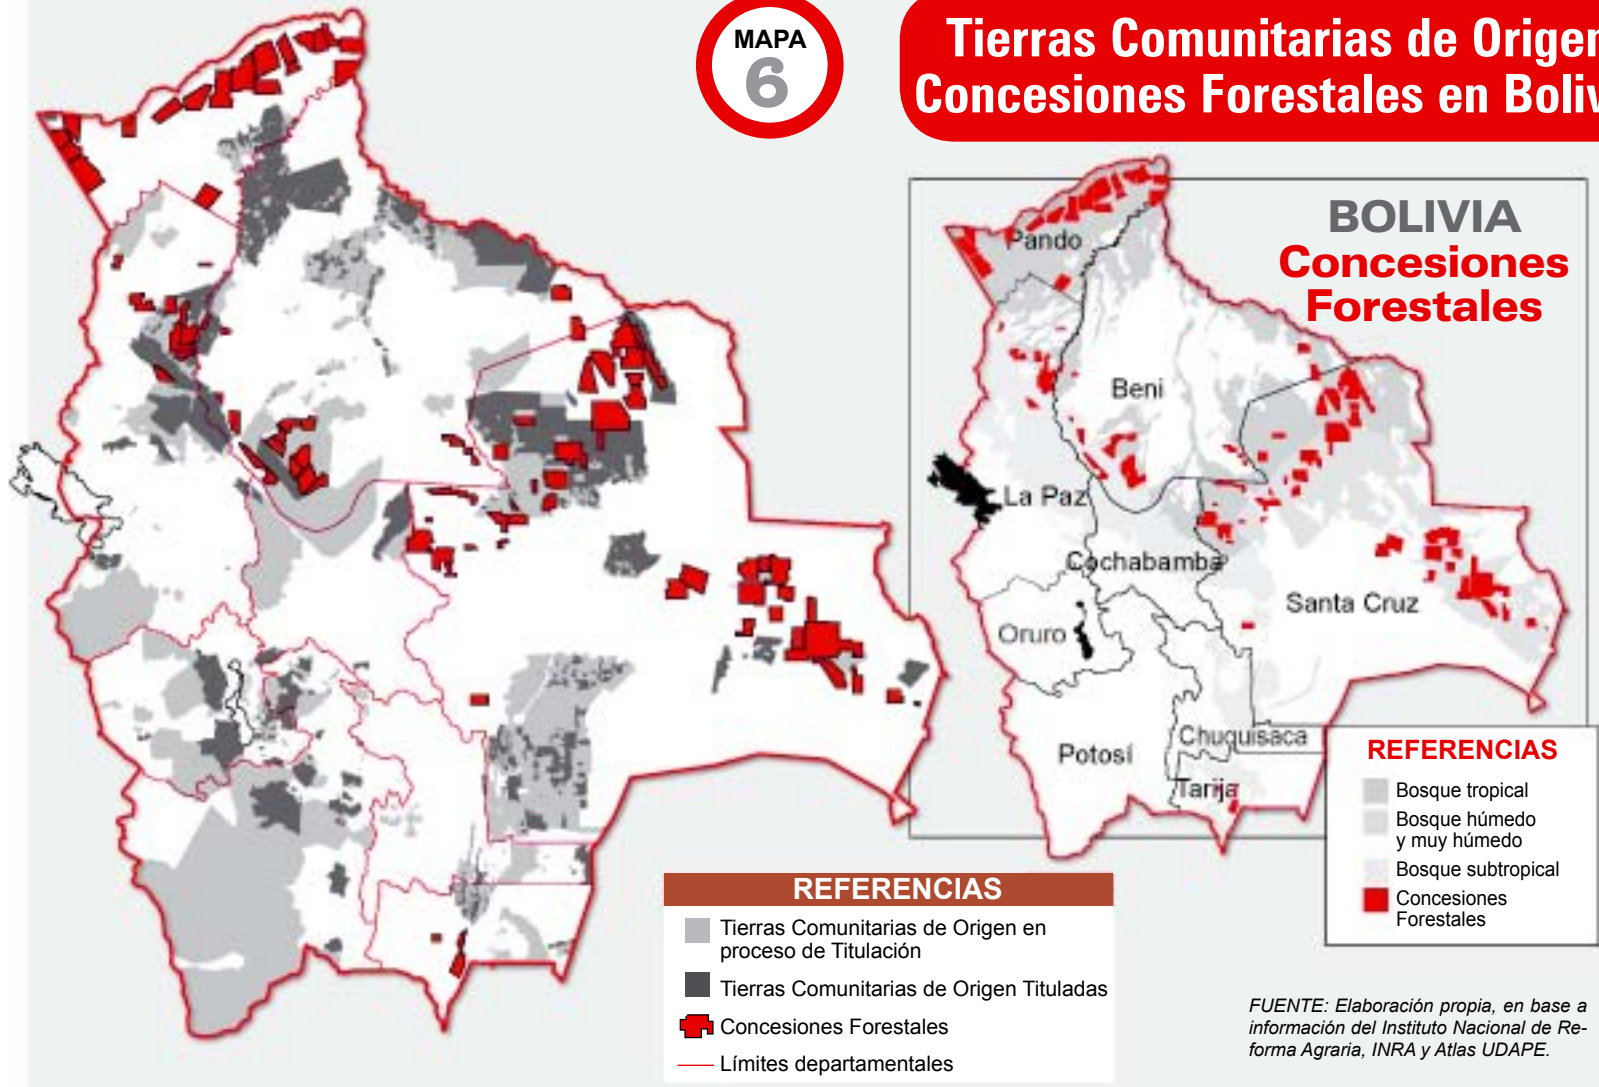 MAPA
6
Tierras Comunitarias de Origen
Concesiones Forestales en Boliv
BOLIVIA
Concesiones
Forestales
Pando
Beni
La Paz
Cochabamba
Santa Cruz
Oruro
Potosí
Chuquisaca
Tarija
REFERENCIAS
Bosque tropical
Bosque húmedo
y muy húmedo
Bosque subtropical
Concesiones
Forestales
REFERENCIAS
Tierras Comunitarias de Origen en
proceso de Titulación
Tierras Comunitarias de Origen Tituladas
Concesiones Forestales
Límites departamentales
FUENTE: Elaboración propia, en base a
información del Instituto Nacional de Re-
forma Agraria, INRA y Atlas UDAPE.